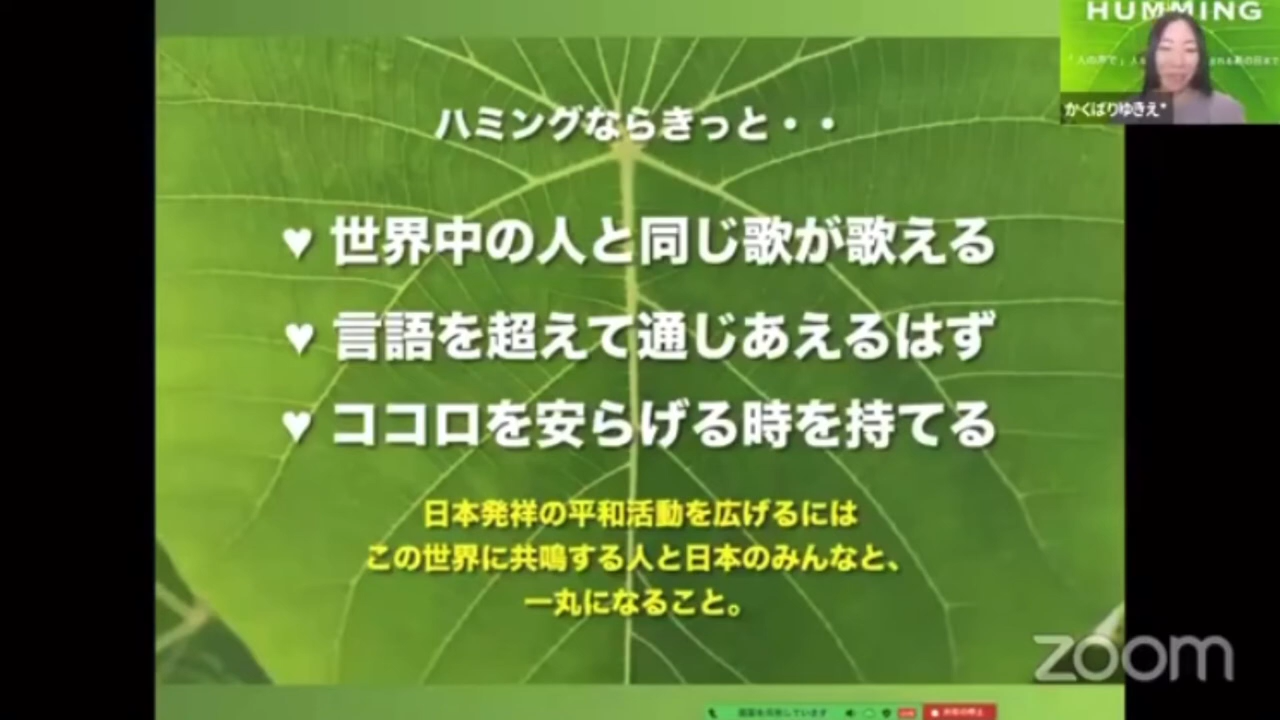 HUMMING
かくばりゆきえ*
ハミングならきっと・・
♥ 世界中の人と同じ歌が歌える
♥ 言語を超えて通じあえるはず
♥ ココロを安らげる時を持てる
日本発祥の平和活動を広げるには
この世界に共鳴する人と日本のみんなと、
一丸になること。
zoom